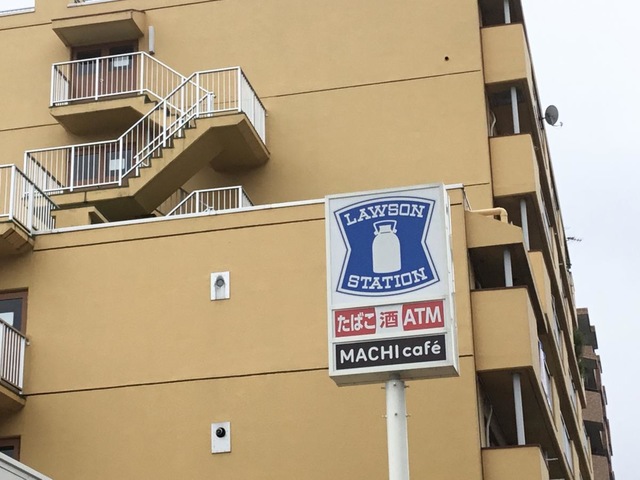 LAWSON
STATION
たばこ 酒 ATM
MACHI café